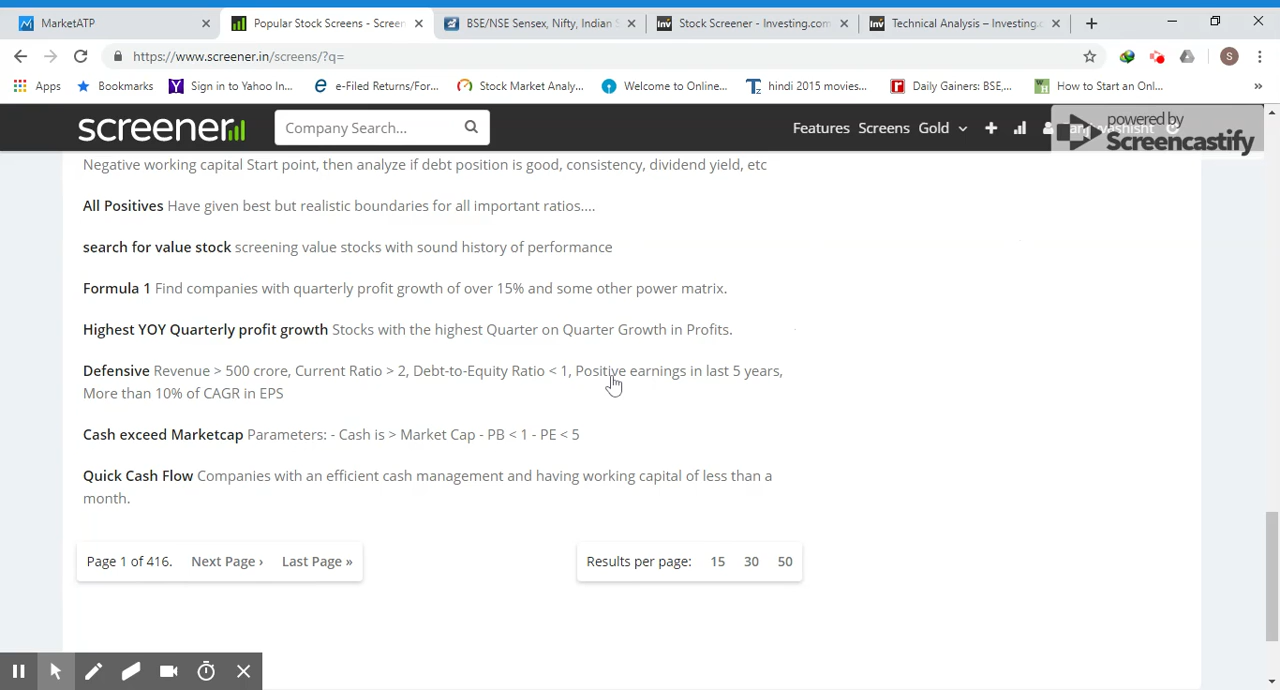 MarketATP
Popular Stock Screens - Screen
BSE/NSE Sensex, Nifty, Indian S
Inv Stock Screener - Investing.com
Inv Technical Analysis – Investing.c
https://www.screener.in/screens/?q=
S
Apps
Bookmarks
Sign in to Yahoo In...
e-Filed Returns/For...
Stock Market Analy...
Welcome to Online...
hindi 2015 movies...
Daily Gainers: BSE,...
How to Start an Onl...
»
screener
Company Search...
Features Screens Gold
powered by
Screencastify
Negative working capital Start point, then analyze if debt position is good, consistency, dividend yield, etc
All Positives Have given best but realistic boundaries for all important ratios....
search for value stock screening value stocks with sound history of performance
Formula 1 Find companies with quarterly profit growth of over 15% and some other power matrix.
Highest YOY Quarterly profit growth Stocks with the highest Quarter on Quarter Growth in Profits.
Defensive Revenue > 500 crore, Current Ratio > 2, Debt-to-Equity Ratio < 1, Positive earnings in last 5 years,
More than 10% of CAGR in EPS
Cash exceed Marketcap Parameters: - Cash is > Market Cap - PB < 1 - PE < 5
Quick Cash Flow Companies with an efficient cash management and having working capital of less than a
month.
Page 1 of 416. Next Page › Last Page »
Results per page: 15 30 50